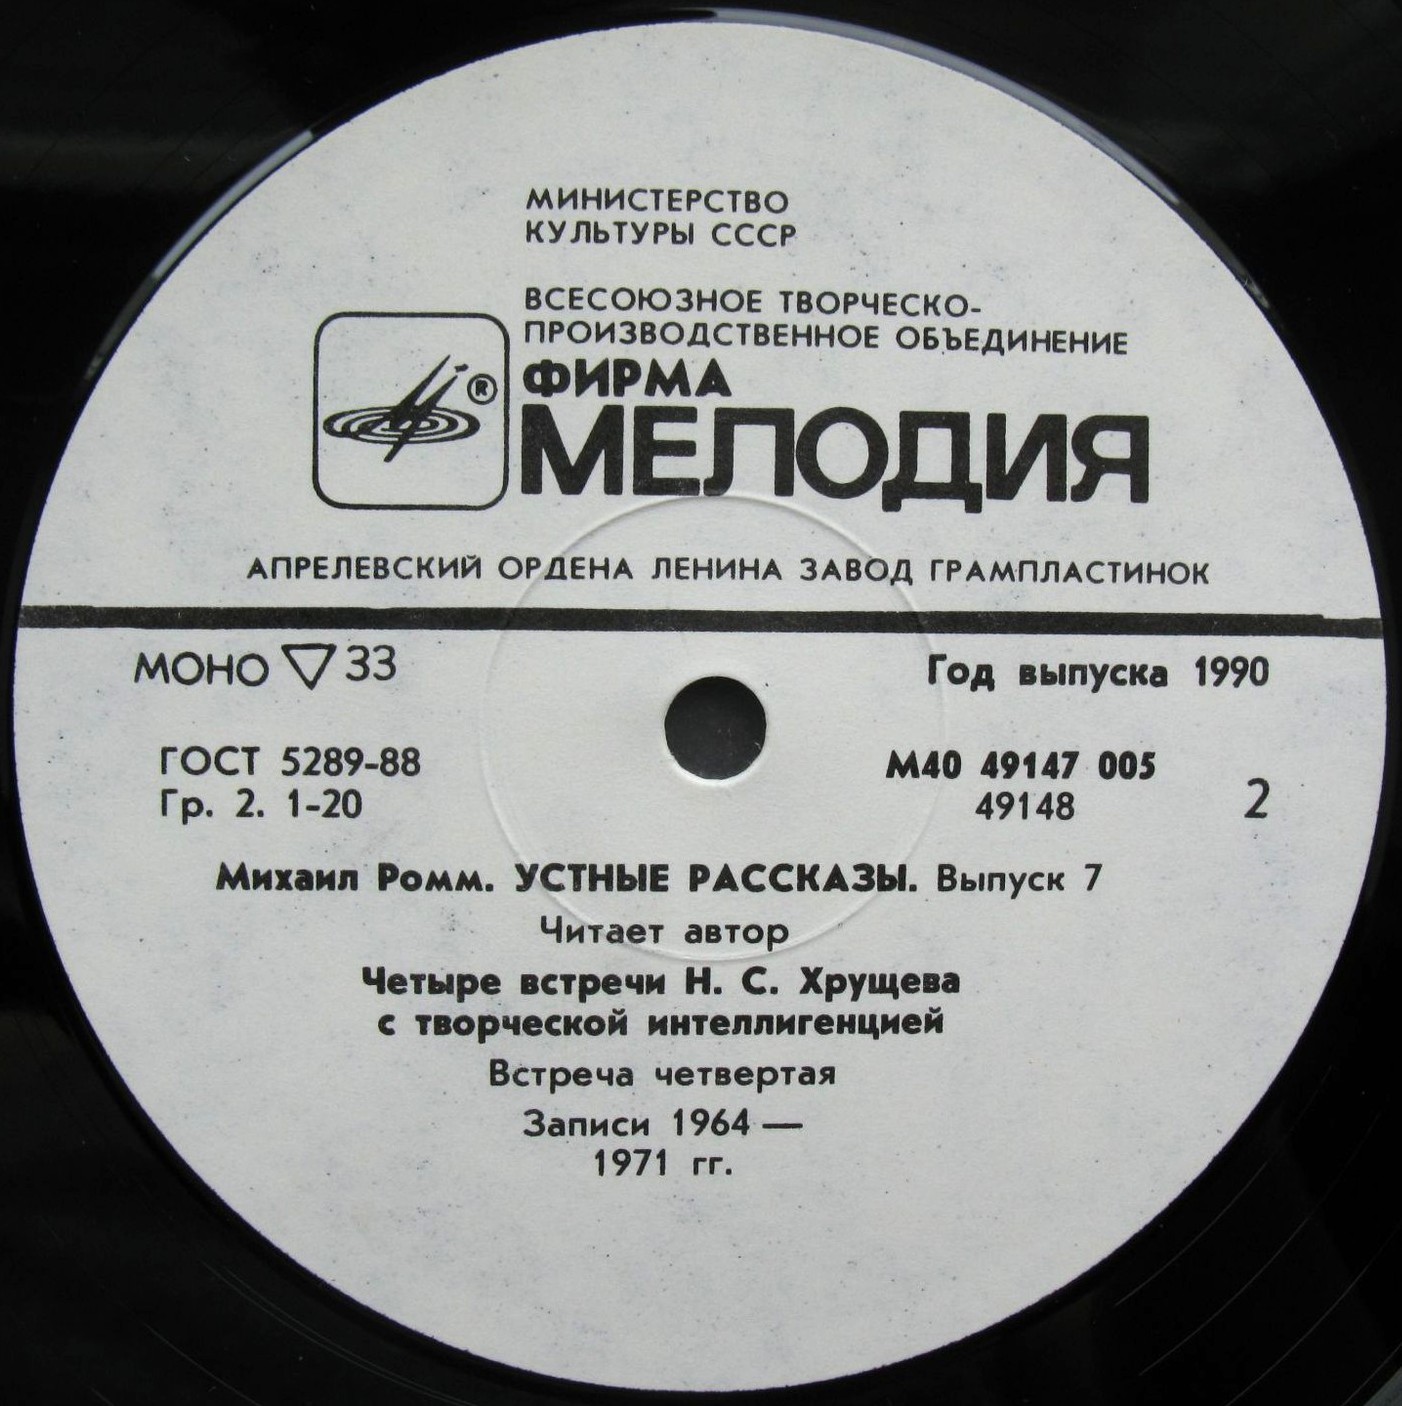 МИНИСТЕРСТВО
КУЛЬТУРЫ СССР
ВСЕСОЮЗНОЕ ТВОРЧЕСКО-
ПРОИЗВОДСТВЕННОЕ ОБЪЕДИНЕНИЕ
®
ФИРМА
МЕЛОДИЯ
АПРЕЛЕВСКИЙ ОРДЕНА ЛЕНИНА ЗАВОД ГРАМПЛАСТИНОК
МОНО ▽ 33 Год выпуска 1990
ГОСТ 5289-88 М40 49147 005
Гр. 2. 1-20 49148 2
Михаил Ромм. УСТНЫЕ РАССКАЗЫ. Выпуск 7
Читает автор
Четыре встречи Н. С. Хрущева
с творческой интеллигенцией
Встреча четвертая
Записи 1964 —
1971 гг.